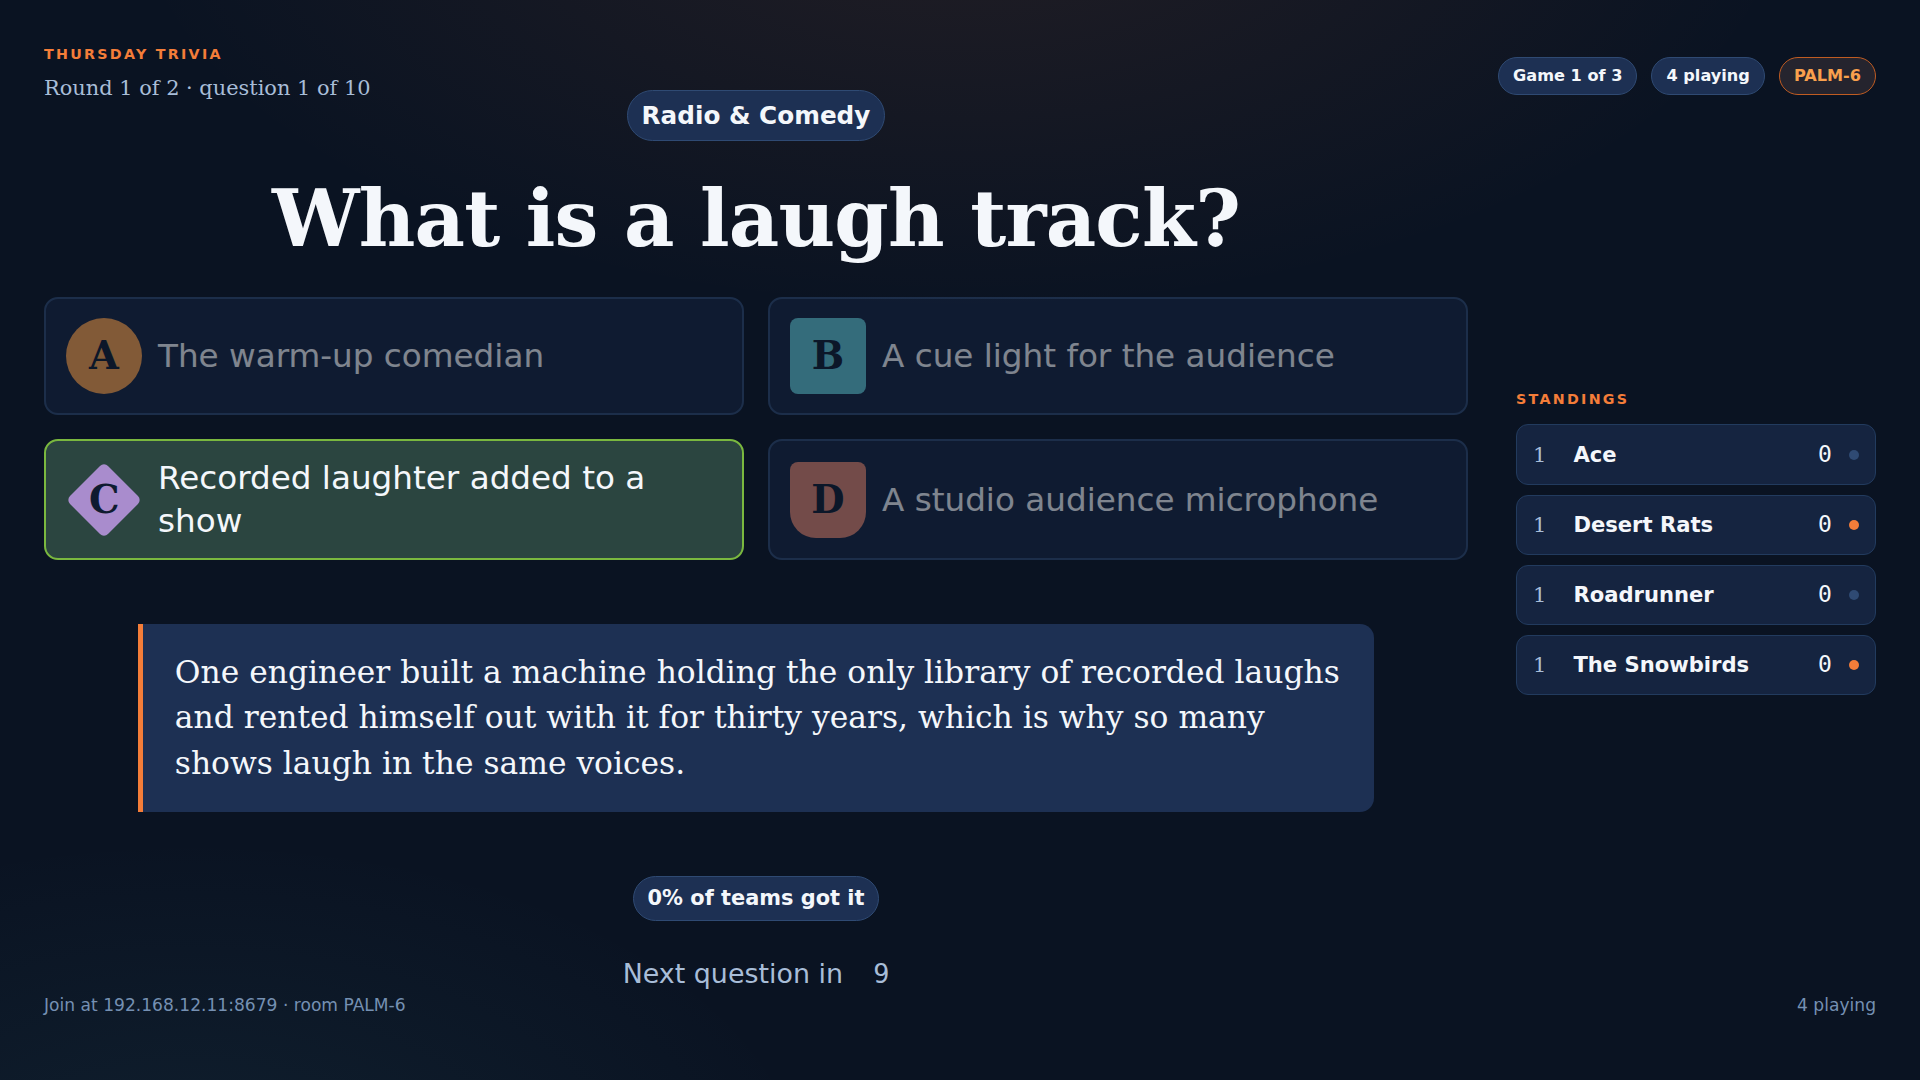 THURSDAY TRIVIA
Round 1 of 2 · question 1 of 10
Game 1 of 3
4 playing
PALM-6
Radio & Comedy
What is a laugh track?
A The warm-up comedian
B A cue light for the audience
C Recorded laughter added to a
show
D A studio audience microphone
One engineer built a machine holding the only library of recorded laughs
and rented himself out with it for thirty years, which is why so many
shows laugh in the same voices.
0% of teams got it
Next question in 9
STANDINGS
1 Ace 0
1 Desert Rats 0
1 Roadrunner 0
1 The Snowbirds 0
Join at 192.168.12.11:8679 · room PALM-6
4 playing